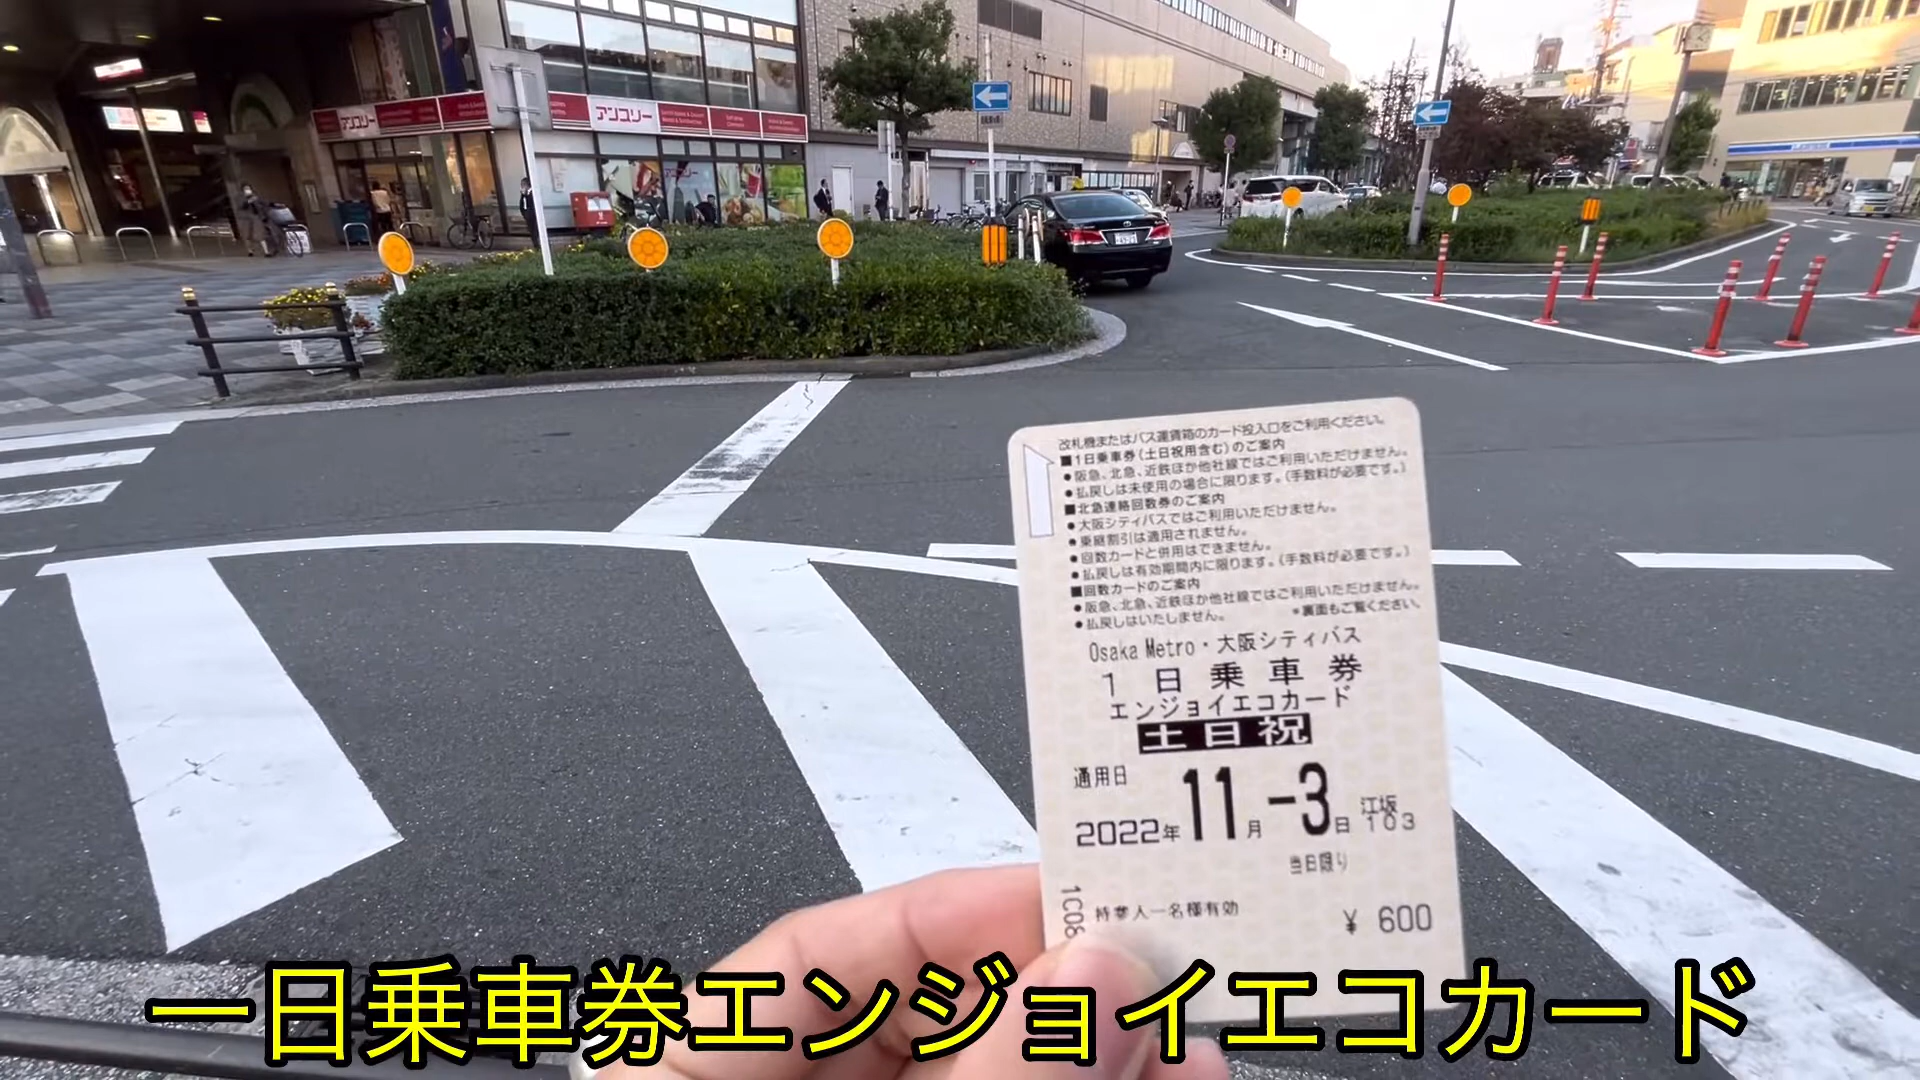 アンスリー
アンスリー
改札機またはバス運賃箱のカード投入口をご利用ください。
■1日乗車券(土日祝用含む)のご案内
●阪急、北急、近鉄ほか他社線ではご利用いただけません。
●払戻しは未使用の場合に限ります。(手数料が必要です。)
■北急連絡回数券のご案内
●大阪シティバスではご利用いただけません。
●乗継割引は適用されません。
●回数カードと併用はできません。
●払戻しは有効期間内に限ります。(手数料が必要です。)
■回数カードのご案内
●阪急、北急、近鉄ほか他社線ではご利用いただけません。
●払戻しはいたしません。 *裏面もご覧ください。
Osaka Metro・大阪シティバス
1日乗車券
エンジョイエコカード
土日祝
通用日
2022年11月-3日 江坂103
当日限り
1C08 持参人一名様有効 ¥600
一日乗車券エンジョイエコカード